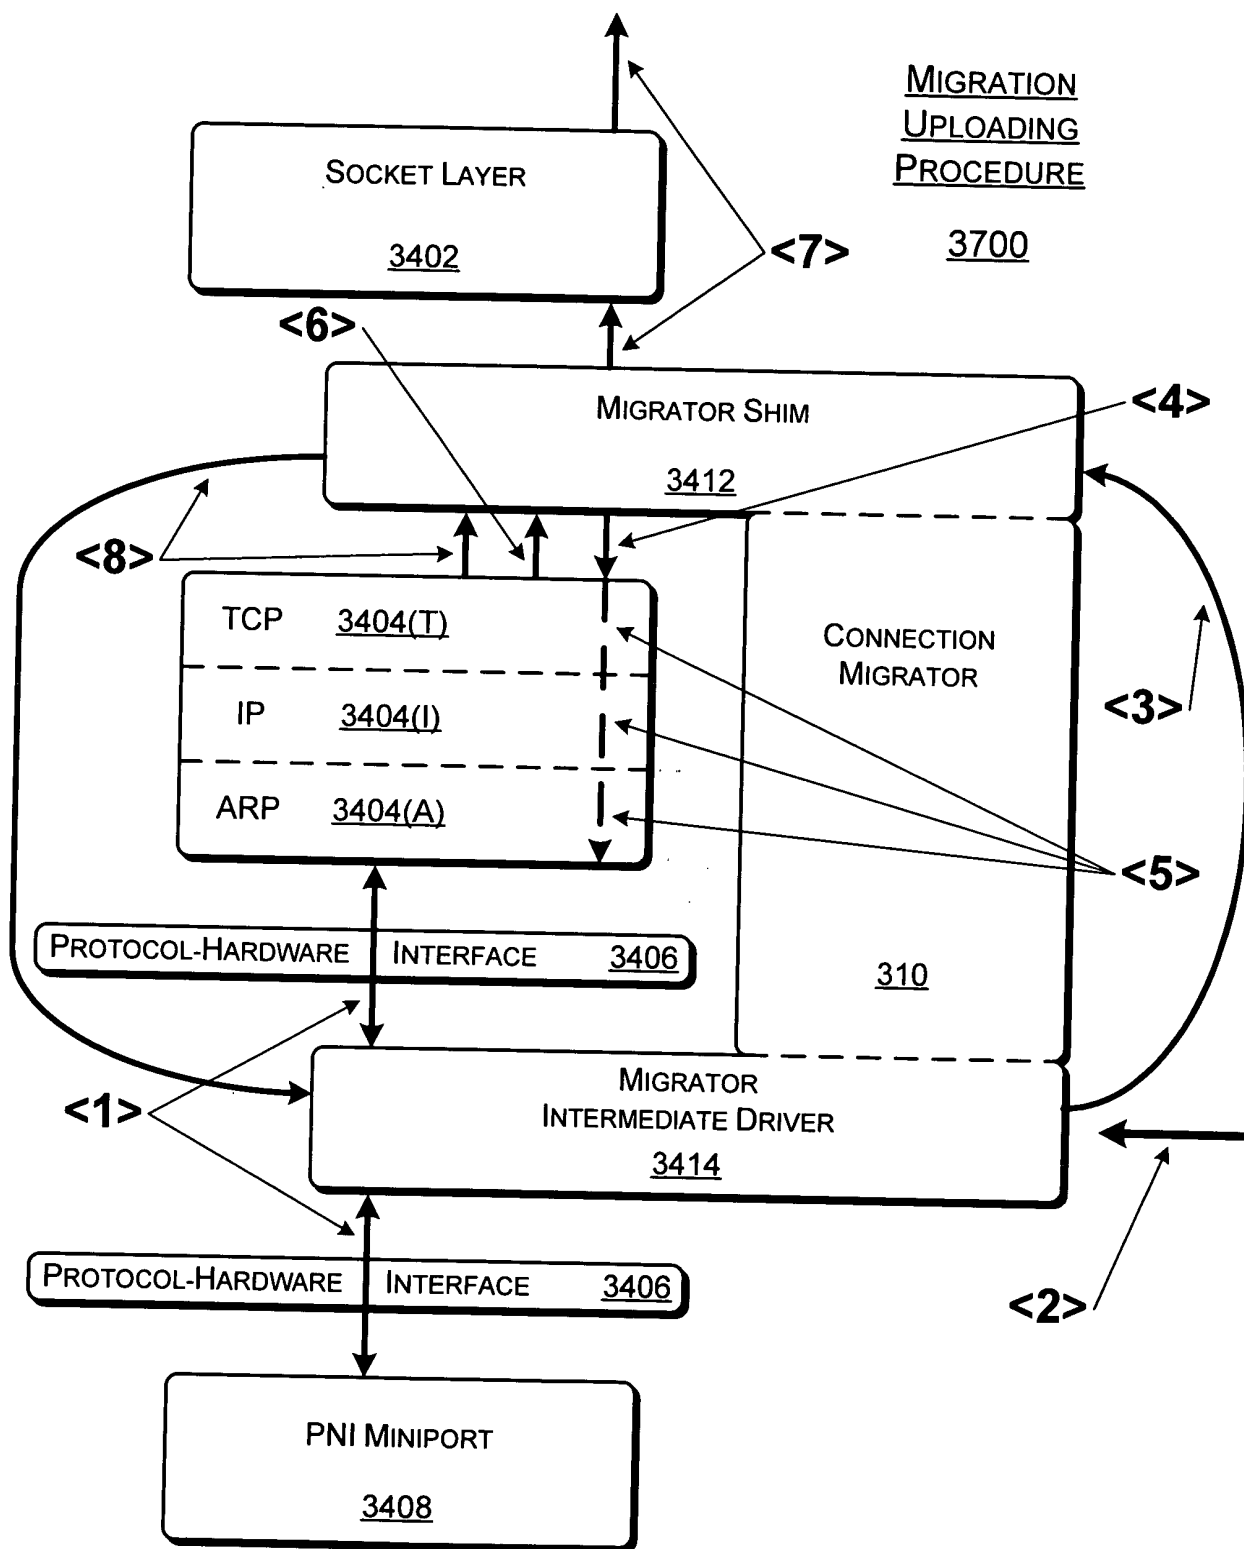 MIGRATION
UPLOADING
PROCEDURE
3700
SOCKET LAYER
3402
<7>
<6>
MIGRATOR SHIM
3412
<4>
<8>
TCP 3404(T)
IP 3404(I)
ARP 3404(A)
CONNECTION
MIGRATOR
310
<3>
<5>
PROTOCOL-HARDWARE INTERFACE 3406
<1>
MIGRATOR
INTERMEDIATE DRIVER
3414
<2>
PROTOCOL-HARDWARE INTERFACE 3406
PNI MINIPORT
3408